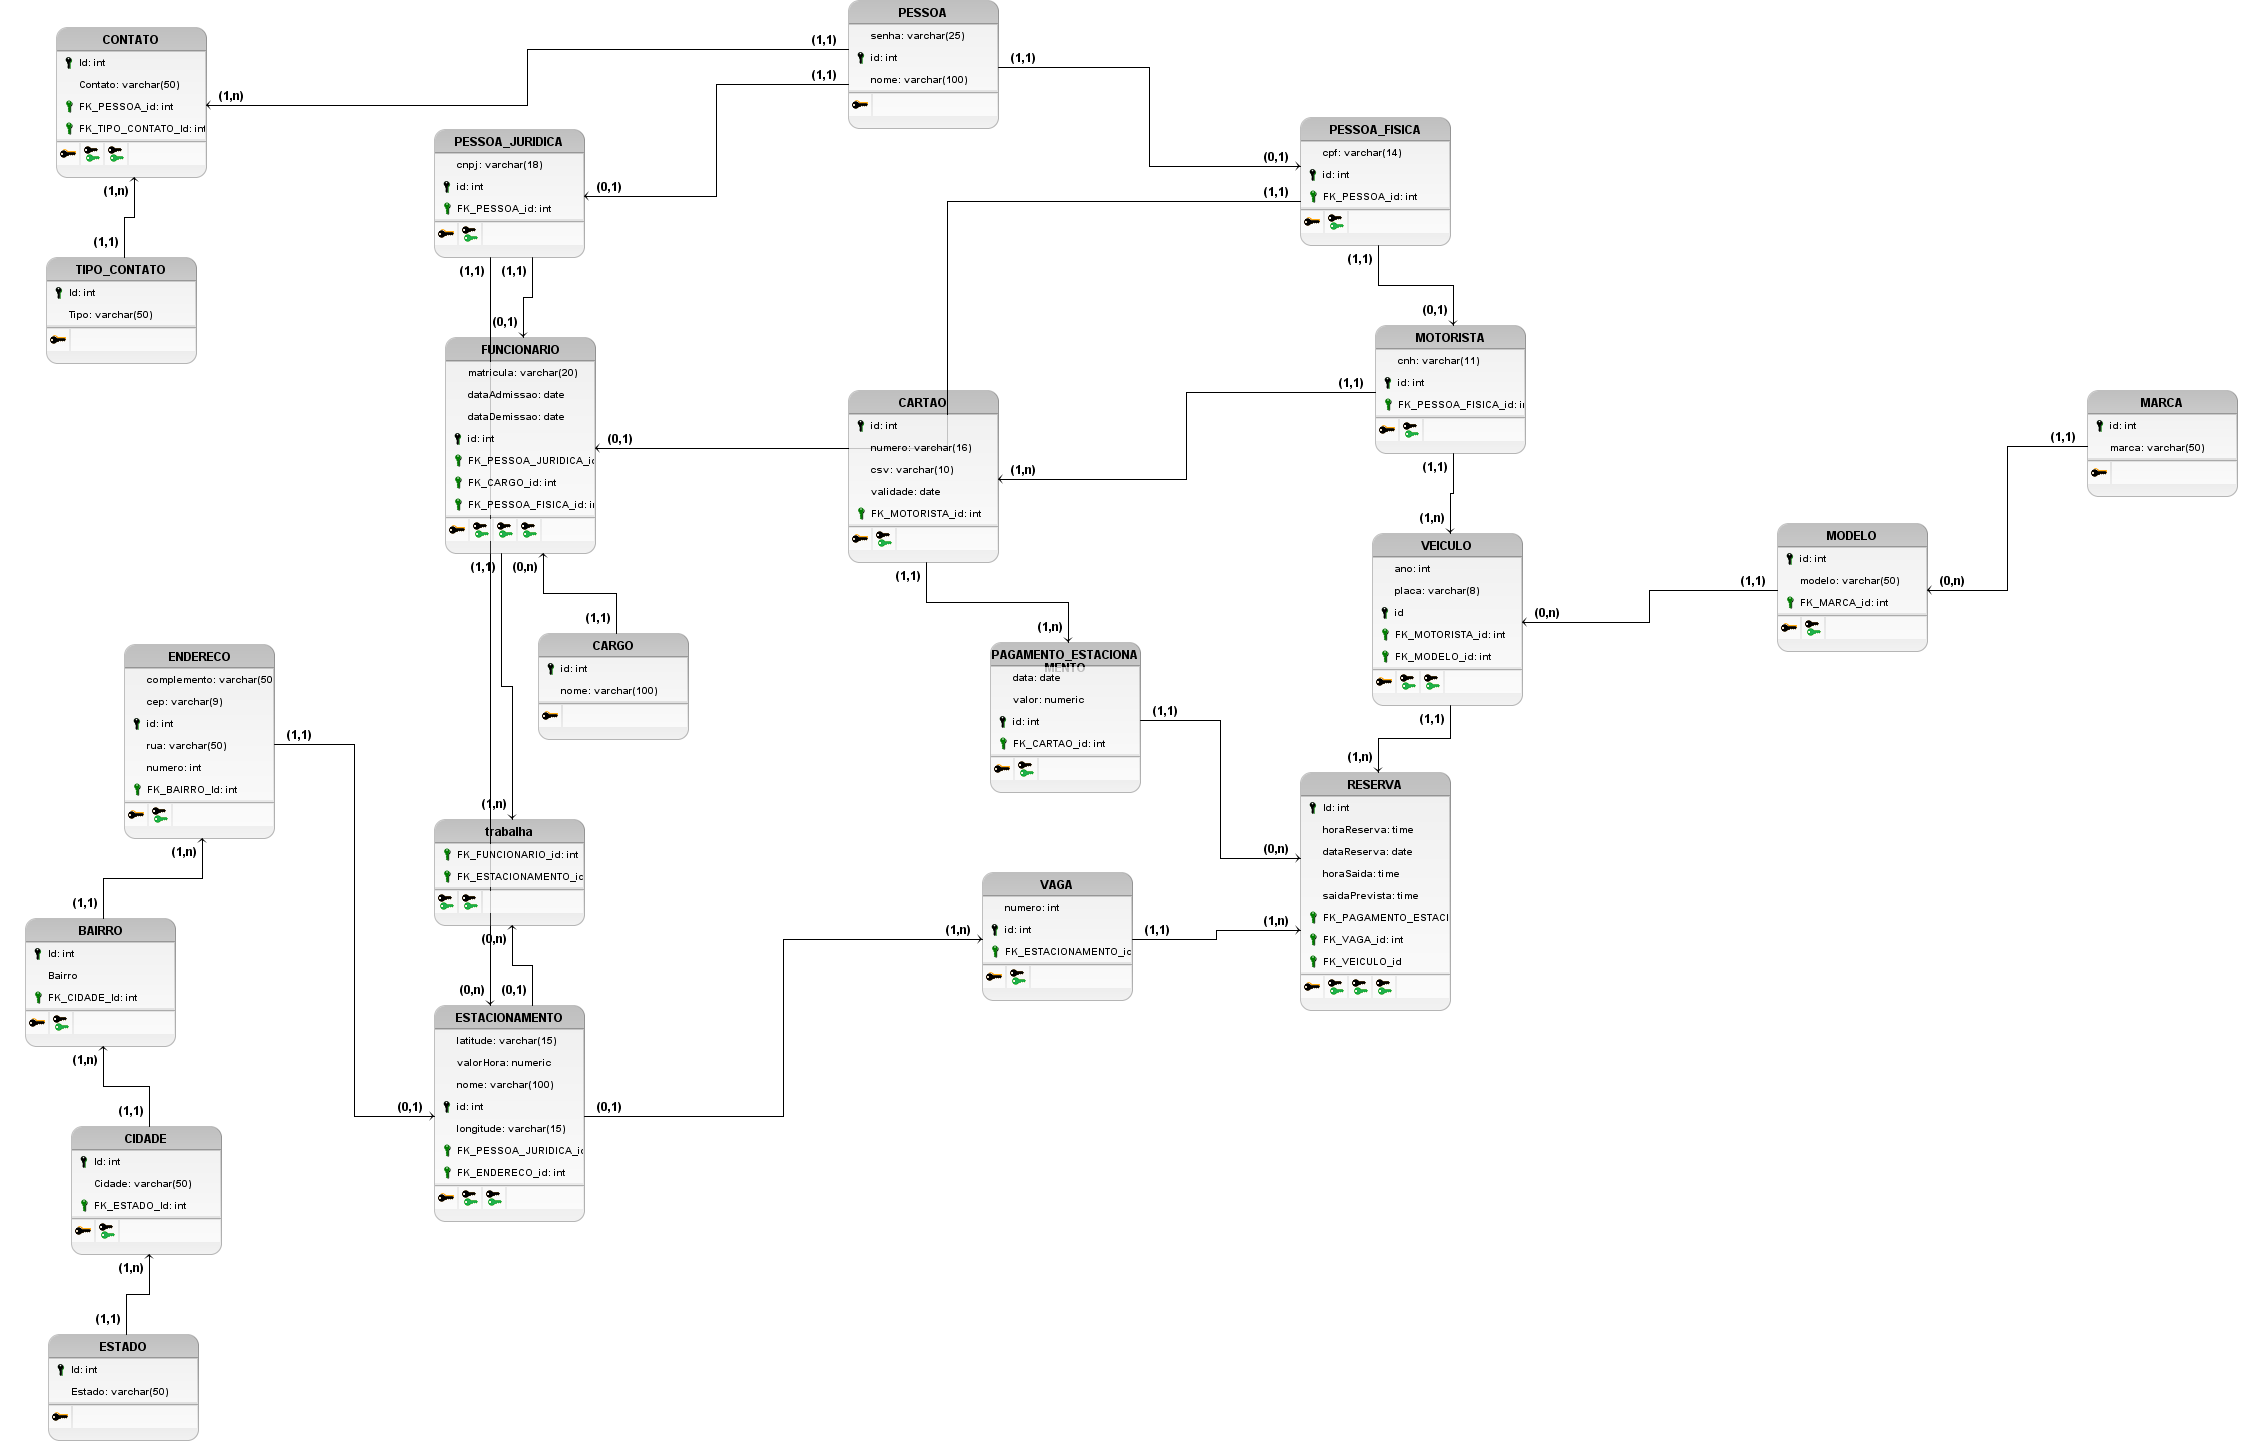 PESSOA
senha: varchar(25)
id: int
nome: varchar(100)
(1,1)
(1,1)
(1,1)
CONTATO
Id: int
Contato: varchar(50)
FK_PESSOA_id: int
FK_TIPO_CONTATO_Id: int
(1,n)
(1,n)
(1,1)
TIPO_CONTATO
Id: int
Tipo: varchar(50)
PESSOA_JURIDICA
cnpj: varchar(18)
id: int
FK_PESSOA_id: int
(0,1)
(1,1)
(1,1)
PESSOA_FISICA
cpf: varchar(14)
id: int
FK_PESSOA_id: int
(0,1)
(1,1)
(1,1)
(0,1)
FUNCIONARIO
matricula: varchar(20)
dataAdmissao: date
dataDemissao: date
id: int
FK_PESSOA_JURIDICA_id
FK_CARGO_id: int
FK_PESSOA_FISICA_id: in
(0,1)
(1,1)
(0,n)
(0,1)
MOTORISTA
cnh: varchar(11)
id: int
FK_PESSOA_FISICA_id: in
(1,1)
(1,1)
CARTAO
id: int
numero: varchar(16)
csv: varchar(10)
validade: date
FK_MOTORISTA_id: int
(1,n)
(1,1)
MARCA
id: int
marca: varchar(50)
(1,1)
MODELO
id: int
modelo: varchar(50)
FK_MARCA_id: int
(0,n)
(1,1)
(1,n)
VEICULO
ano: int
placa: varchar(8)
id
FK_MOTORISTA_id: int
FK_MODELO_id: int
(0,n)
(1,1)
(1,1)
CARGO
id: int
nome: varchar(100)
(1,n)
PAGAMENTO_ESTACIONA
MENTO
data: date
valor: numeric
id: int
FK_CARTAO_id: int
(1,1)
ENDERECO
complemento: varchar(50
cep: varchar(9)
id: int
rua: varchar(50)
numero: int
FK_BAIRRO_Id: int
(1,1)
(1,n)
(1,1)
(1,n)
trabalha
FK_FUNCIONARIO_id: int
FK_ESTACIONAMENTO_id
(0,n)
(0,n)
(0,1)
(1,n)
RESERVA
Id: int
horaReserva: time
dataReserva: date
horaSaida: time
saidaPrevista: time
FK_PAGAMENTO_ESTACI
FK_VAGA_id: int
FK_VEICULO_id
(0,n)
(1,n)
VAGA
numero: int
id: int
FK_ESTACIONAMENTO_id
(1,n)
(1,1)
BAIRRO
Id: int
Bairro
FK_CIDADE_Id: int
(1,n)
(1,1)
ESTACIONAMENTO
latitude: varchar(15)
valorHora: numeric
nome: varchar(100)
id: int
longitude: varchar(15)
FK_PESSOA_JURIDICA_id
FK_ENDERECO_id: int
(0,1)
(0,1)
CIDADE
Id: int
Cidade: varchar(50)
FK_ESTADO_Id: int
(1,n)
(1,1)
ESTADO
Id: int
Estado: varchar(50)